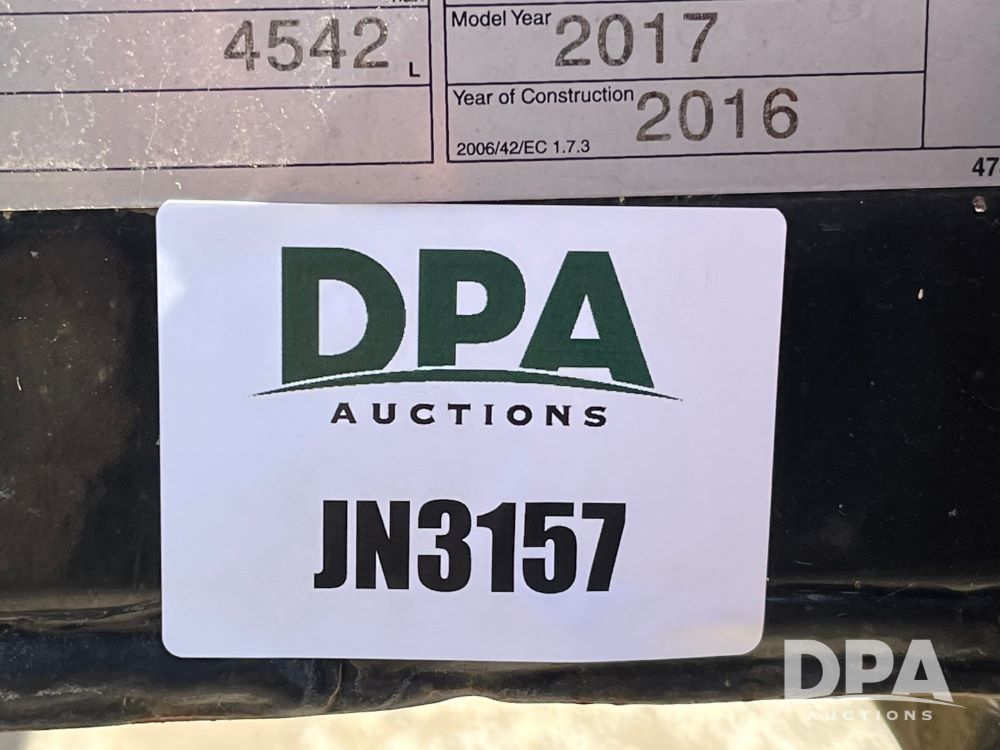 4542 L
Model Year 2017
Year of Construction 2016
2006/42/EC 1.7.3
DPA
AUCTIONS
JN3157
DPA
AUCTIONS